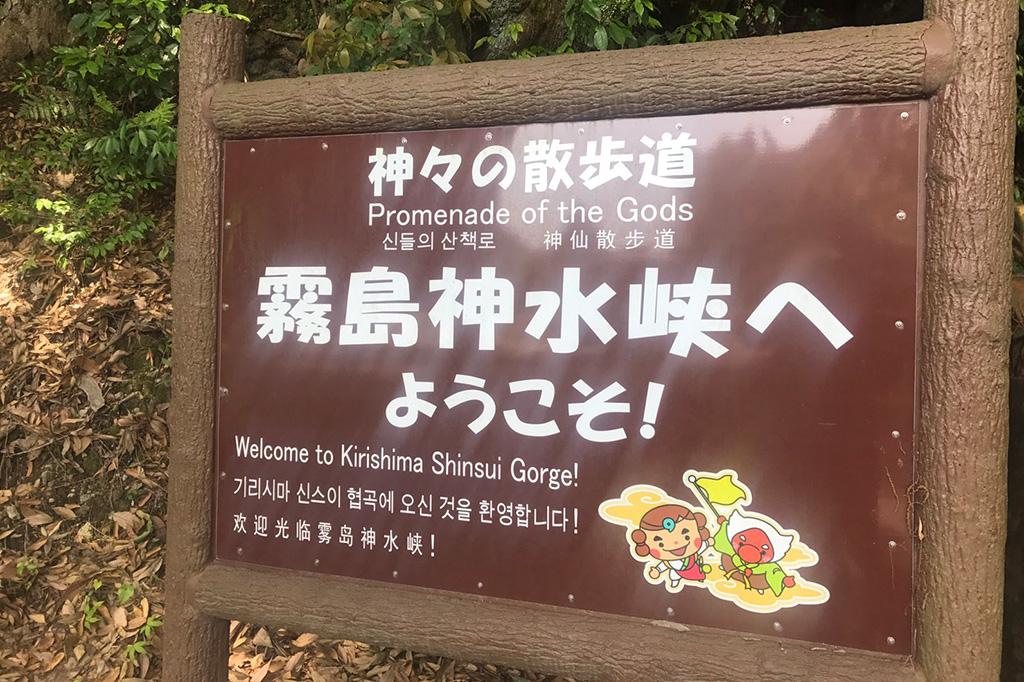 神々の散歩道
Promenade of the Gods
신들의 산책로 神仙散步道
霧島神水峡へ
ようこそ!
Welcome to Kirishima Shinsui Gorge!
기리시마 신스이 협곡에 오신 것을 환영합니다!
欢迎光临雾岛神水峡!